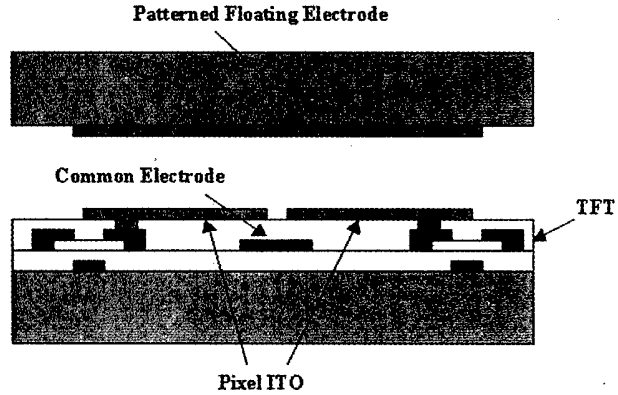 Patterned Floating Electrode
Common Electrode
TFT
Pixel ITO